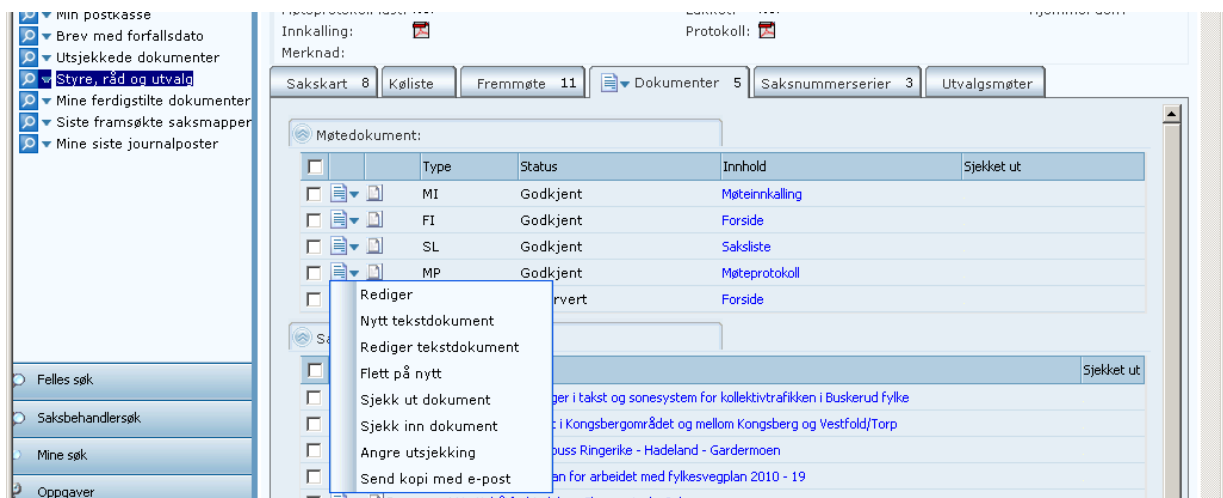 Min postkasse
Brev med forfallsdato
Utsjekkede dokumenter
Styre, råd og utvalg
Mine ferdigstilte dokumenter
Siste framsøkte saksmapper
Mine siste journalposter
Felles søk
Saksbehandlersøk
Mine søk
Oppgaver
Innkalling:
Protokoll:
Merknad:
Sakskart 8 Køliste Fremmøte 11 Dokumenter 5 Saksnummerserier 3 Utvalgsmøter
Møtedokument:
Type Status Innhold Sjekket ut
MI Godkjent Møteinnkalling
FI Godkjent Forside
SL Godkjent Saksliste
MP Godkjent Møteprotokoll
Forside
Rediger
Nytt tekstdokument
Rediger tekstdokument
Flett på nytt
Sjekk ut dokument
Sjekk inn dokument
Angre utsjekking
Send kopi med e-post
Sjekket ut
i takst og sonesystem for kollektivtrafikken i Buskerud fylke
i Kongsbergområdet og mellom Kongsberg og Vestfold/Torp
Ringerike - Hadeland - Gardermoen
for arbeidet med fylkesvegplan 2010 - 19